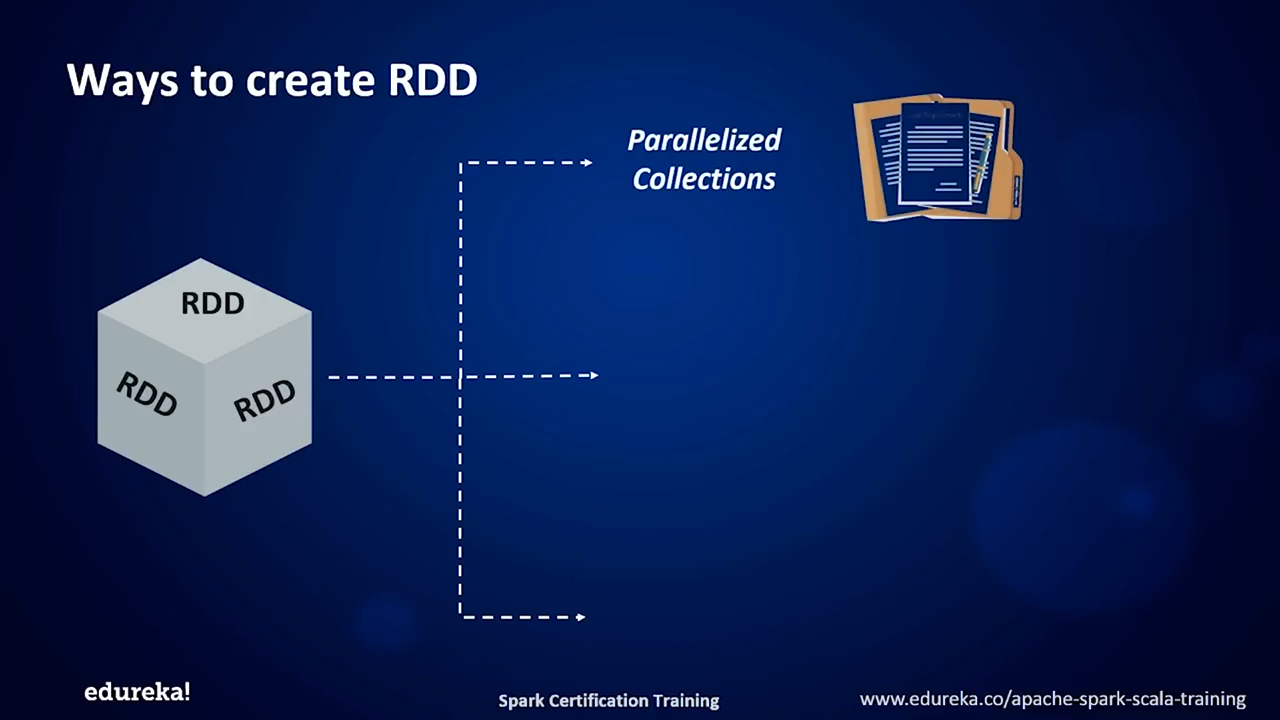 Ways to create RDD
Parallelized
Collections
RDD
RDD
RDD
edureka!
Spark Certification Training
www.edureka.co/apache-spark-scala-training